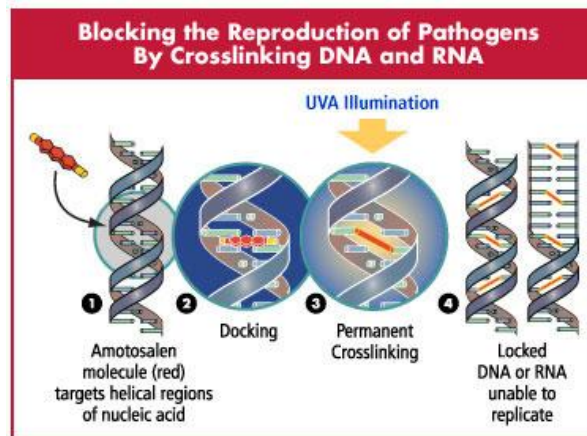 Blocking the Reproduction of Pathogens
By Crosslinking DNA and RNA
UVA Illumination
1
Amotosalen
molecule (red)
targets helical regions
of nucleic acid
2
Docking
3
Permanent
Crosslinking
4
Locked
DNA or RNA
unable to
replicate